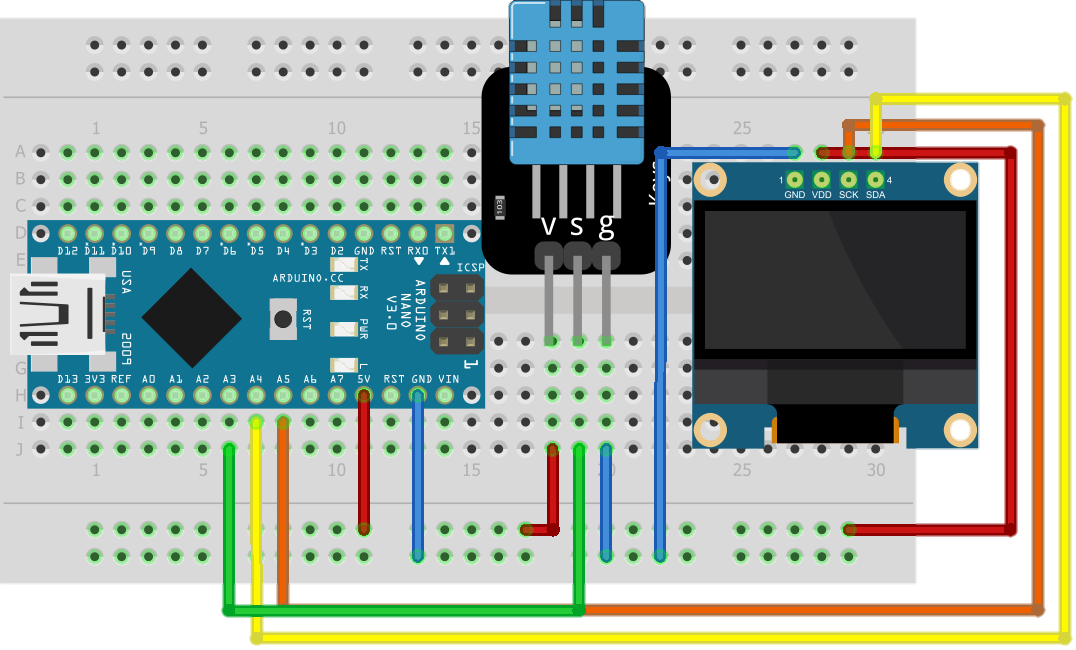 1 5 10 15 25
A
B
C
D
E
G
H
I
J
D12 D11 D10 D9 D8 D7 D6 D5 D4 D3 D2 GND RST RX0 TX1
USA
2009
ARDUINO.CC
RST
TX
RX
PWR
L
ARDUINO
NANO
V3.0
ICSP
1
D13 3V3 REF A0 A1 A2 A3 A4 A5 A6 A7 5V RST GND VIN
103
v s g
1 4
GND VDD SCK SDA
1 5 10 15 25 30